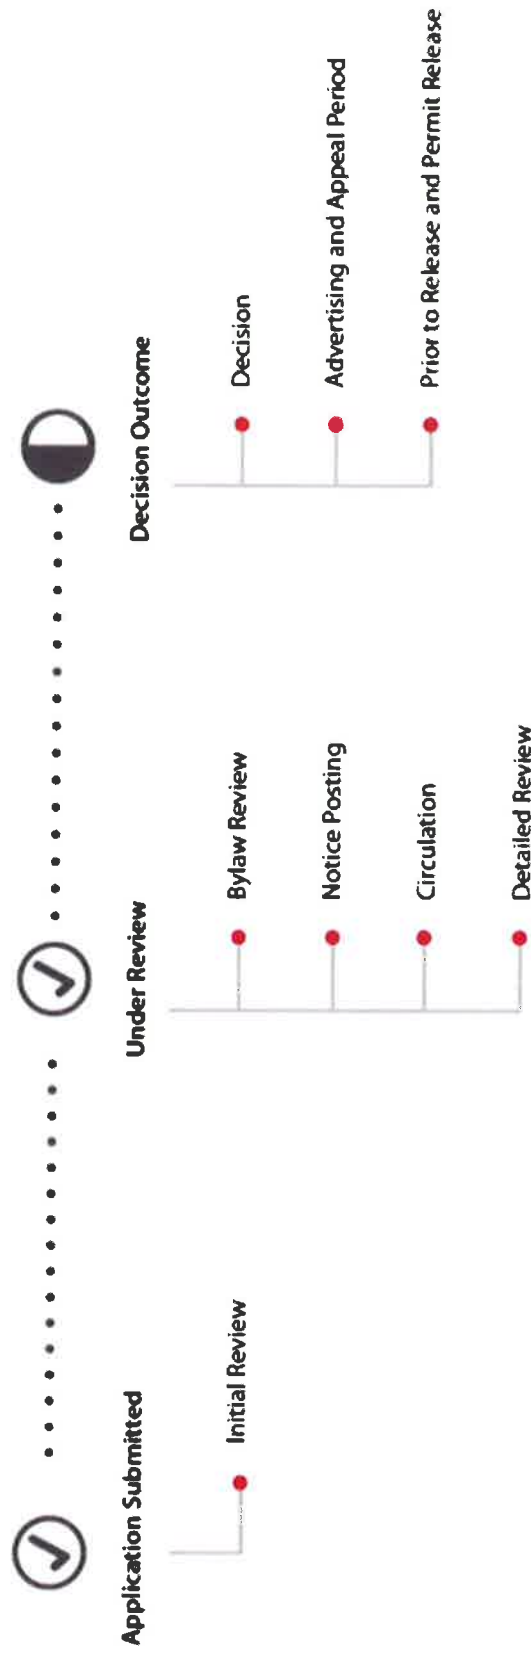 Application Submitted
Initial Review
Under Review
Bylaw Review
Notice Posting
Circulation
Detailed Review
Decision Outcome
Decision
Advertising and Appeal Period
Prior to Release and Permit Release